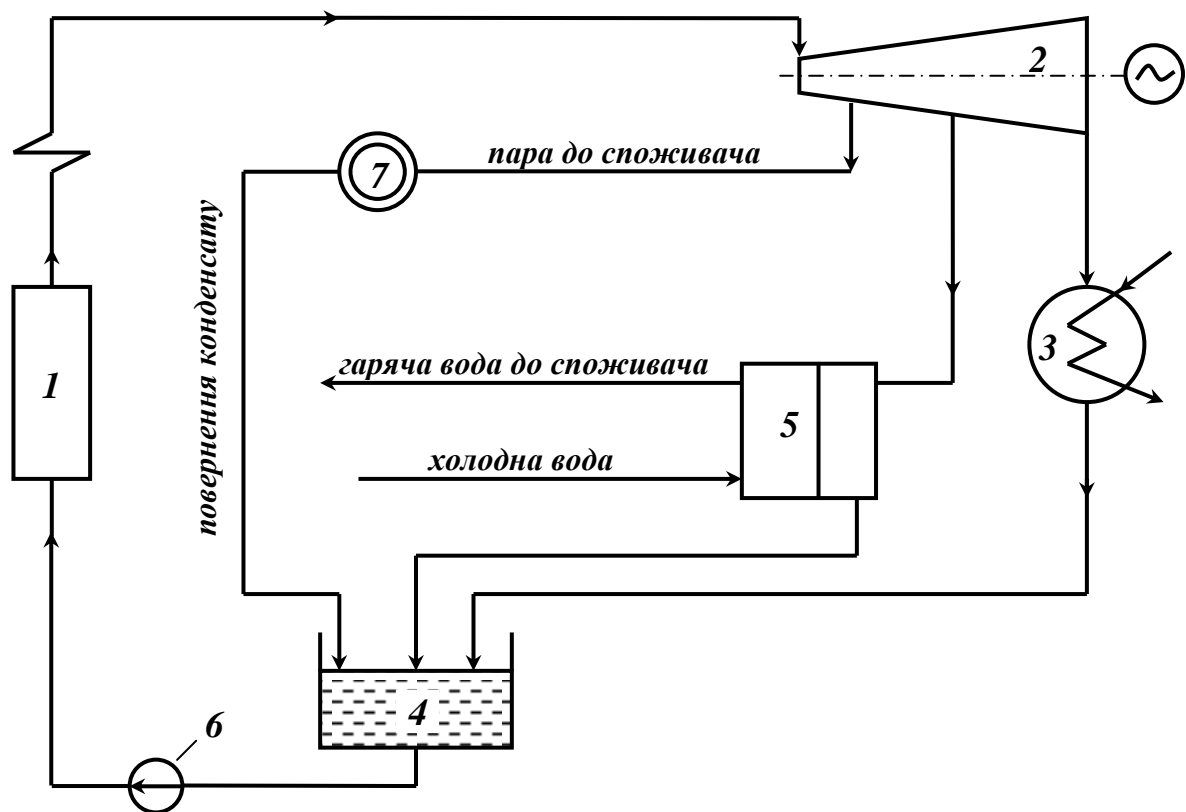 2
пара до споживача
7
повернення конденсату
3
гаряча вода до споживача
1
5
холодна вода
4
6